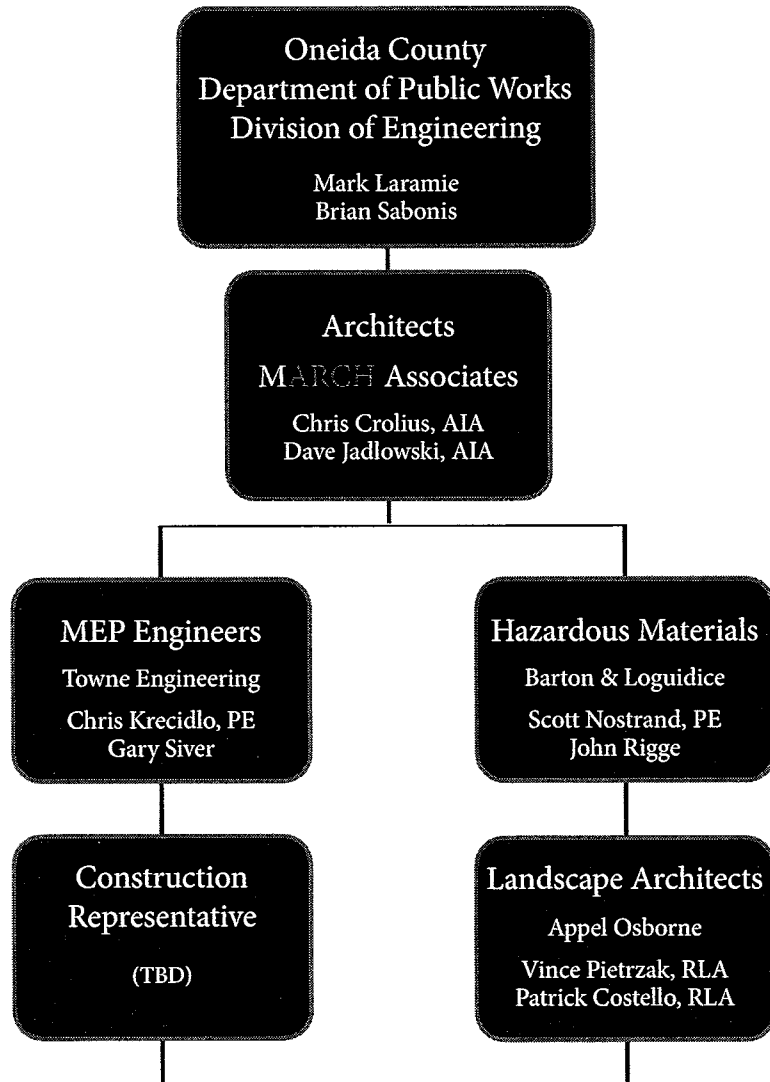 Oneida County
Department of Public Works
Division of Engineering
Mark Laramie
Brian Sabonis
Architects
MARCH Associates
Chris Crolius, AIA
Dave Jadlowski, AIA
MEP Engineers
Towne Engineering
Chris Krecidlo, PE
Gary Siver
Hazardous Materials
Barton & Loguidice
Scott Nostrand, PE
John Rigge
Construction
Representative
(TBD)
Landscape Architects
Appel Osborne
Vince Pietrzak, RLA
Patrick Costello, RLA